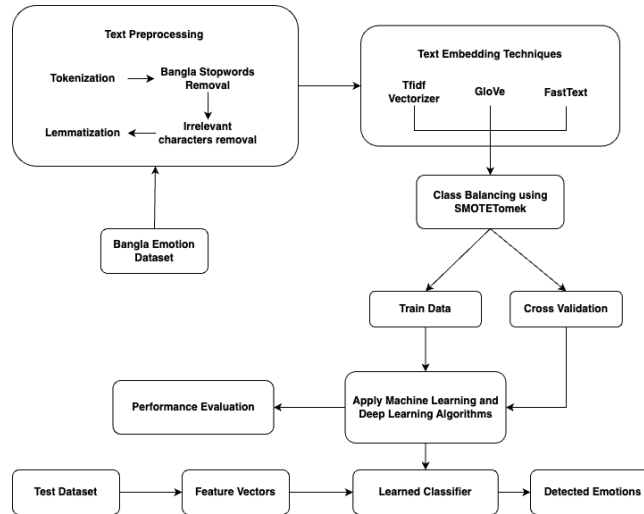 Text Preprocessing
Tokenization
Bangla Stopwords
Removal
Lemmatization
Irrelevant
characters removal
Text Embedding Techniques
Tfidf
Vectorizer
GloVe
FastText
Bangla Emotion
Dataset
Class Balancing using
SMOTETomek
Train Data
Cross Validation
Performance Evaluation
Apply Machine Learning and
Deep Learning Algorithms
Test Dataset
Feature Vectors
Learned Classifier
Detected Emotions